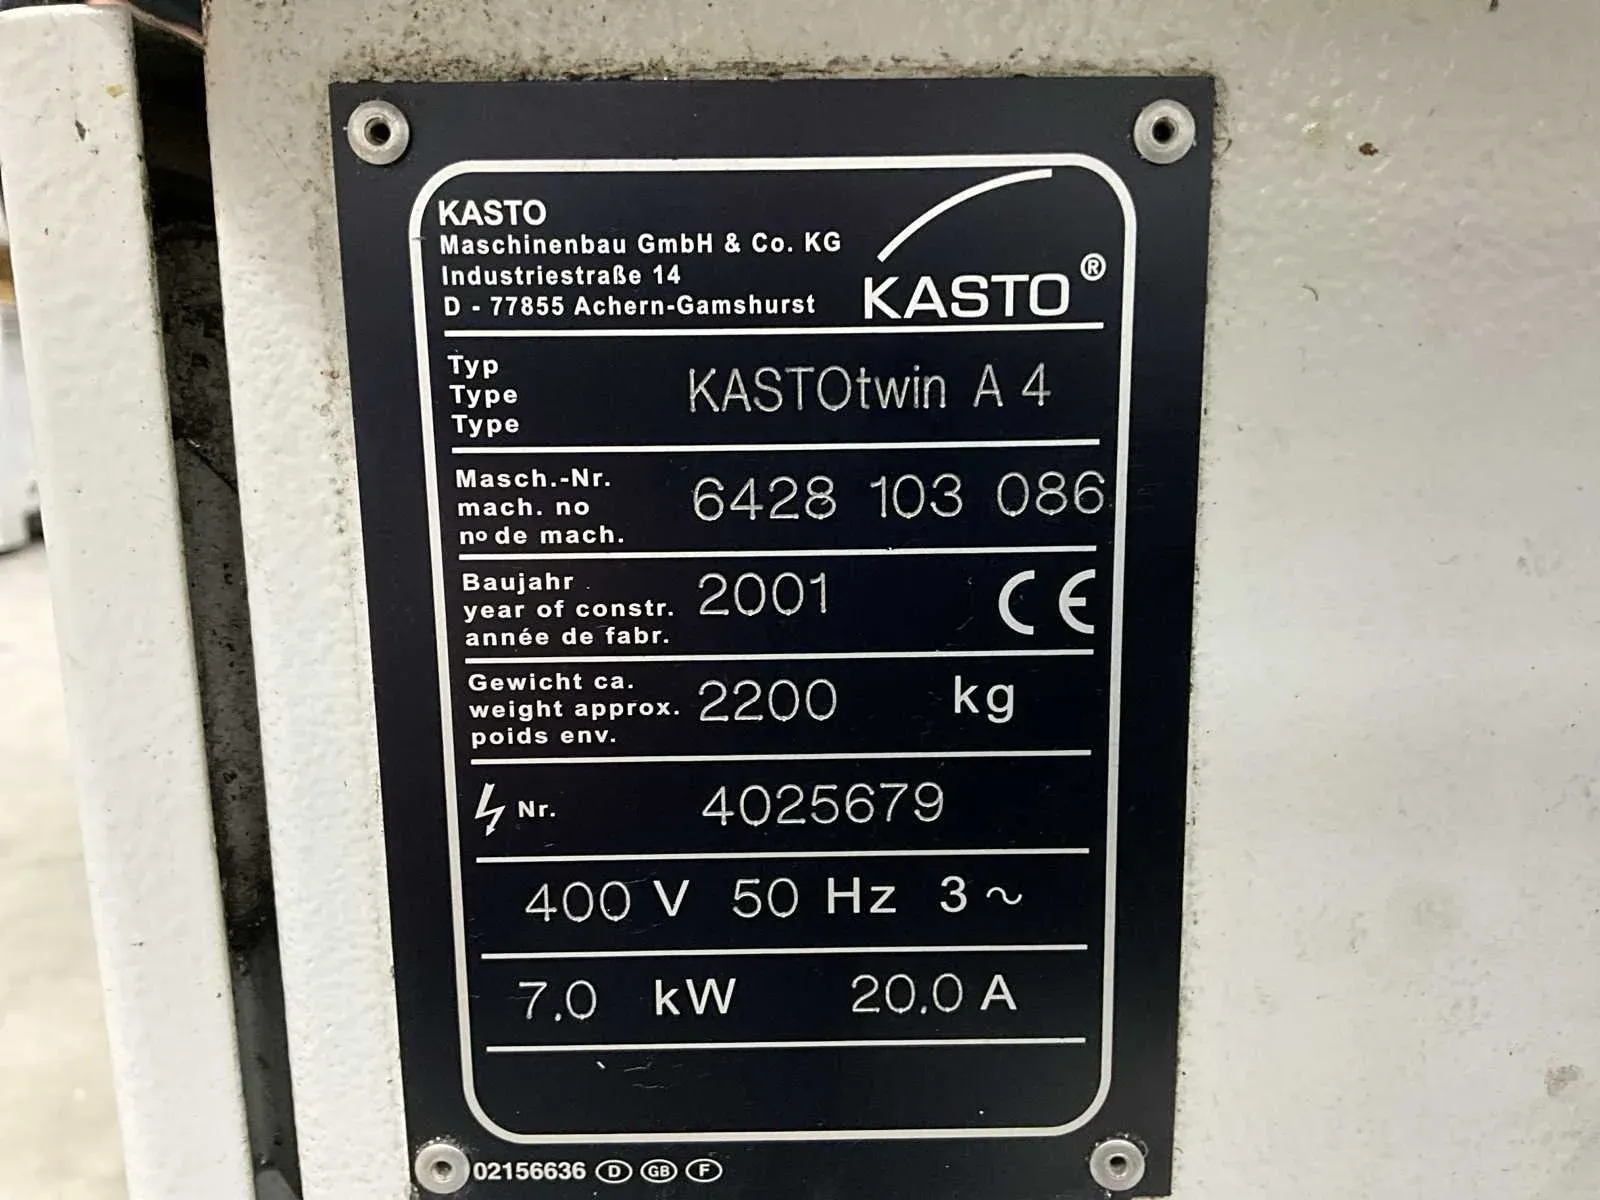 KASTO
Maschinenbau GmbH & Co. KG
Industriestraße 14
D - 77855 Achern-Gamshurst
KASTO®
Typ
Type
Type
KASTOtwin A 4
Masch.-Nr.
mach. no
nº de mach.
6428 103 086
Baujahr
year of constr.
année de fabr.
2001
CE
Gewicht ca.
weight approx.
poids env.
2200 kg
Nr. 4025679
400 V 50 Hz 3 ~
7.0 kW 20.0 A
02156636 D GB F